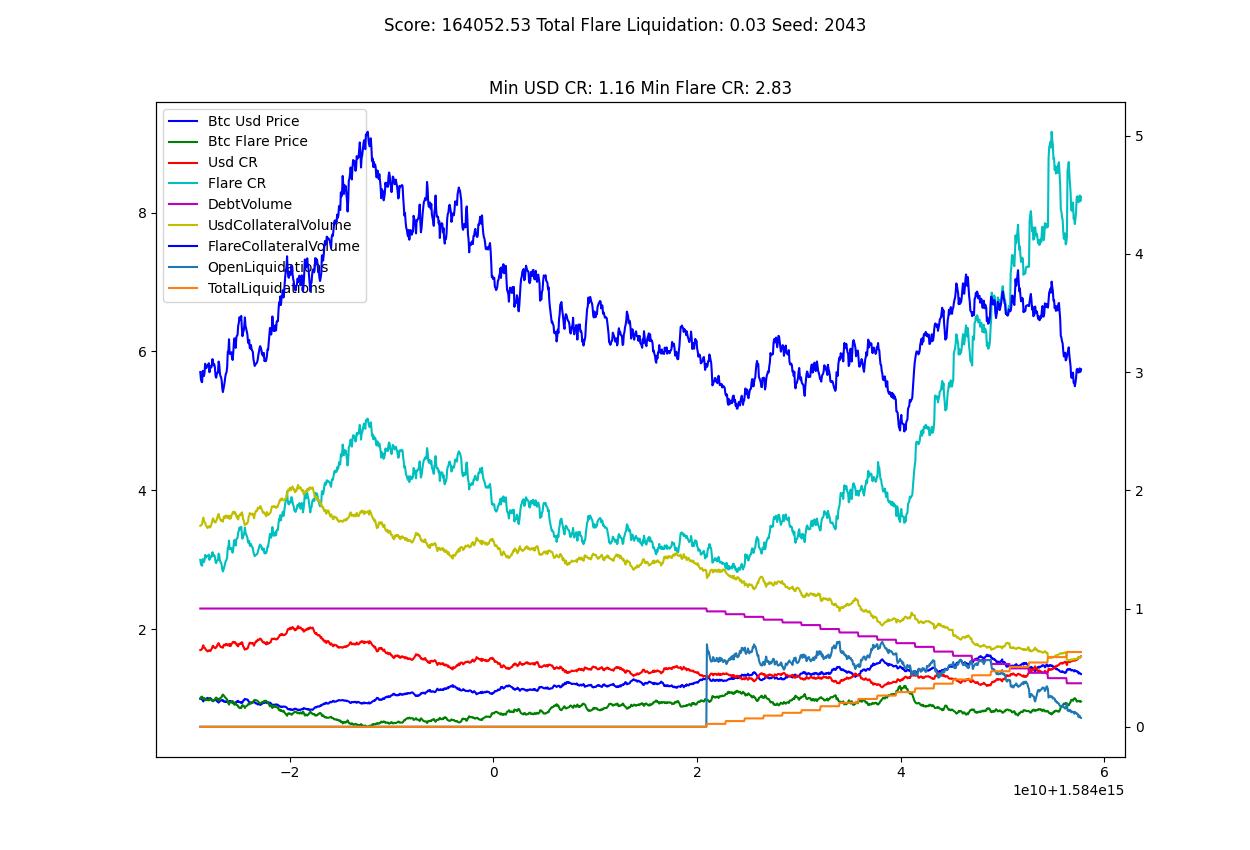 Score: 164052.53 Total Flare Liquidation: 0.03 Seed: 2043
Min USD CR: 1.16 Min Flare CR: 2.83
Btc Usd Price
Btc Flare Price
Usd CR
Flare CR
DebtVolume
UsdCollateralVolume
FlareCollateralVolume
OpenLiquidations
TotalLiquidations
8
6
4
2
5
4
3
2
1
0
−2 0 2 4 6
1e10+1.584e15